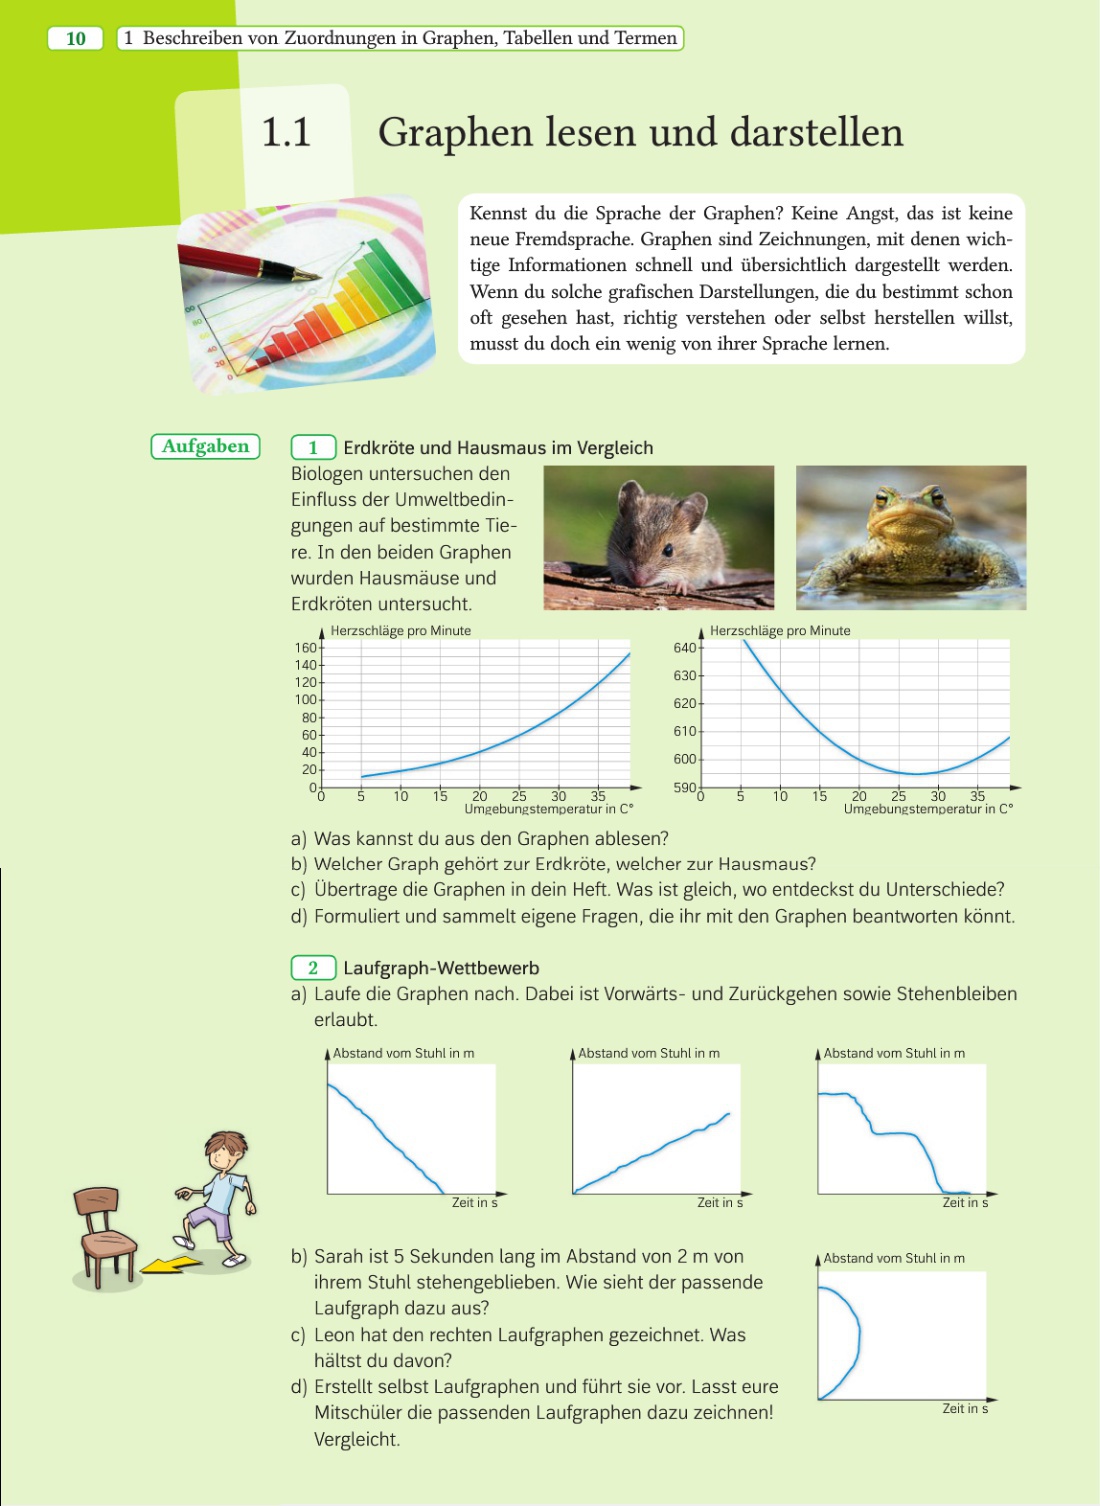 10
1 Beschreiben von Zuordnungen in Graphen, Tabellen und Termen
1.1 Graphen lesen und darstellen
Kennst du die Sprache der Graphen? Keine Angst, das ist keine
neue Fremdsprache. Graphen sind Zeichnungen, mit denen wich-
tige Informationen schnell und übersichtlich dargestellt werden.
Wenn du solche grafischen Darstellungen, die du bestimmt schon
oft gesehen hast, richtig verstehen oder selbst herstellen willst,
musst du doch ein wenig von ihrer Sprache lernen.
80
40
20
0
Aufgaben
1 Erdkröte und Hausmaus im Vergleich
Biologen untersuchen den
Einfluss der Umweltbedin-
gungen auf bestimmte Tie-
re. In den beiden Graphen
wurden Hausmäuse und
Erdkröten untersucht.
Herzschläge pro Minute
160
140
120
100
80
60
40
20
0
0 5 10 15 20 25 30 35
Umgebungstemperatur in C°
Herzschläge pro Minute
640
630
620
610
600
590
0 5 10 15 20 25 30 35
Umgebungstemperatur in C°
a) Was kannst du aus den Graphen ablesen?
b) Welcher Graph gehört zur Erdkröte, welcher zur Hausmaus?
c) Übertrage die Graphen in dein Heft. Was ist gleich, wo entdeckst du Unterschiede?
d) Formuliert und sammelt eigene Fragen, die ihr mit den Graphen beantworten könnt.
2 Laufgraph-Wettbewerb
a) Laufe die Graphen nach. Dabei ist Vorwärts- und Zurückgehen sowie Stehenbleiben
erlaubt.
Abstand vom Stuhl in m
Zeit in s
Abstand vom Stuhl in m
Zeit in s
Abstand vom Stuhl in m
Zeit in s
b) Sarah ist 5 Sekunden lang im Abstand von 2 m von
ihrem Stuhl stehengeblieben. Wie sieht der passende
Laufgraph dazu aus?
c) Leon hat den rechten Laufgraphen gezeichnet. Was
hältst du davon?
d) Erstellt selbst Laufgraphen und führt sie vor. Lasst eure
Mitschüler die passenden Laufgraphen dazu zeichnen!
Vergleicht.
Abstand vom Stuhl in m
Zeit in s